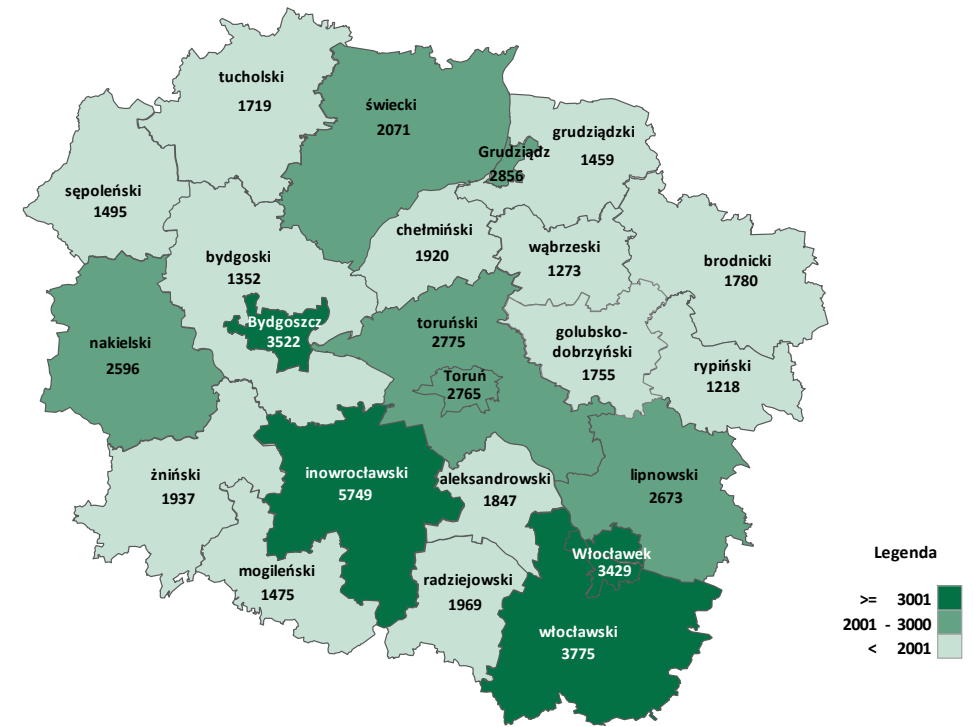 tucholski
1719
świecki
2071
grudziądzki
1459
Grudziądz
2856
sępoleński
1495
chełmiński
1920
wąbrzeski
1273
brodnicki
1780
bydgoski
1352
Bydgoszcz
3522
toruński
2775
golubsko-
dobrzyński
1755
nakielski
2596
rypiński
1218
Toruń
2765
żniński
1937
inowrocławski
5749
aleksandrowski
1847
lipnowski
2673
Włocławek
3429
mogileński
1475
radziejowski
1969
włocławski
3775
Legenda
>= 3001
2001 - 3000
< 2001